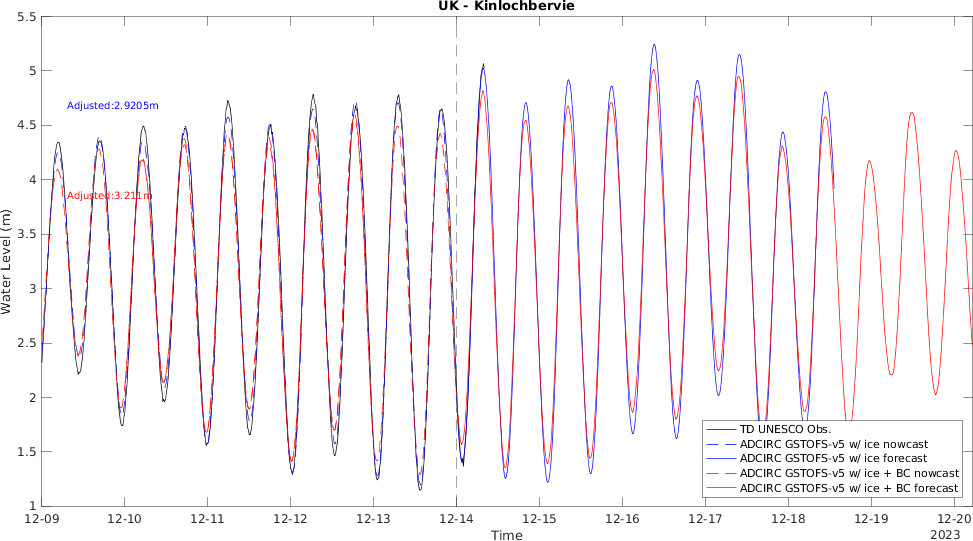 UK - Kinlochbervie
5.5
5
4.5
4
3.5
3
2.5
2
1.5
1
Water Level (m)
Adjusted:2.9205m
Adjusted:3.211m
TD UNESCO Obs.
ADCIRC GSTOFS-v5 w/ ice nowcast
ADCIRC GSTOFS-v5 w/ ice forecast
ADCIRC GSTOFS-v5 w/ ice + BC nowcast
ADCIRC GSTOFS-v5 w/ ice + BC forecast
12-09 12-10 12-11 12-12 12-13 12-14 12-15 12-16 12-17 12-18 12-19 12-20
Time
2023